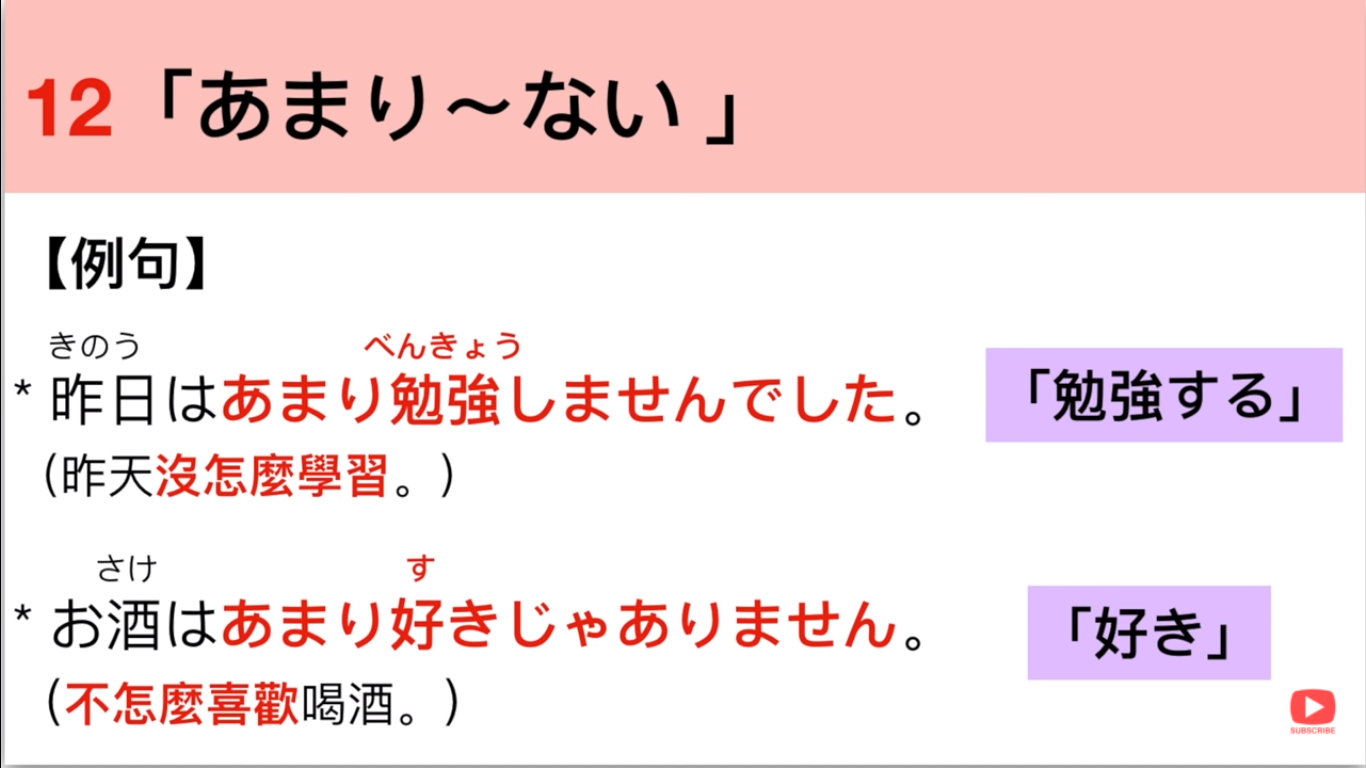 12「あまり～ない 」
【例句】
きのう べんきょう
* 昨日はあまり勉強しませんでした。 「勉強する」
（昨天沒怎麼學習。）
さけ す
* お酒はあまり好きじゃありません。 「好き」
（不怎麼喜歡喝酒。）
SUBSCRIBE